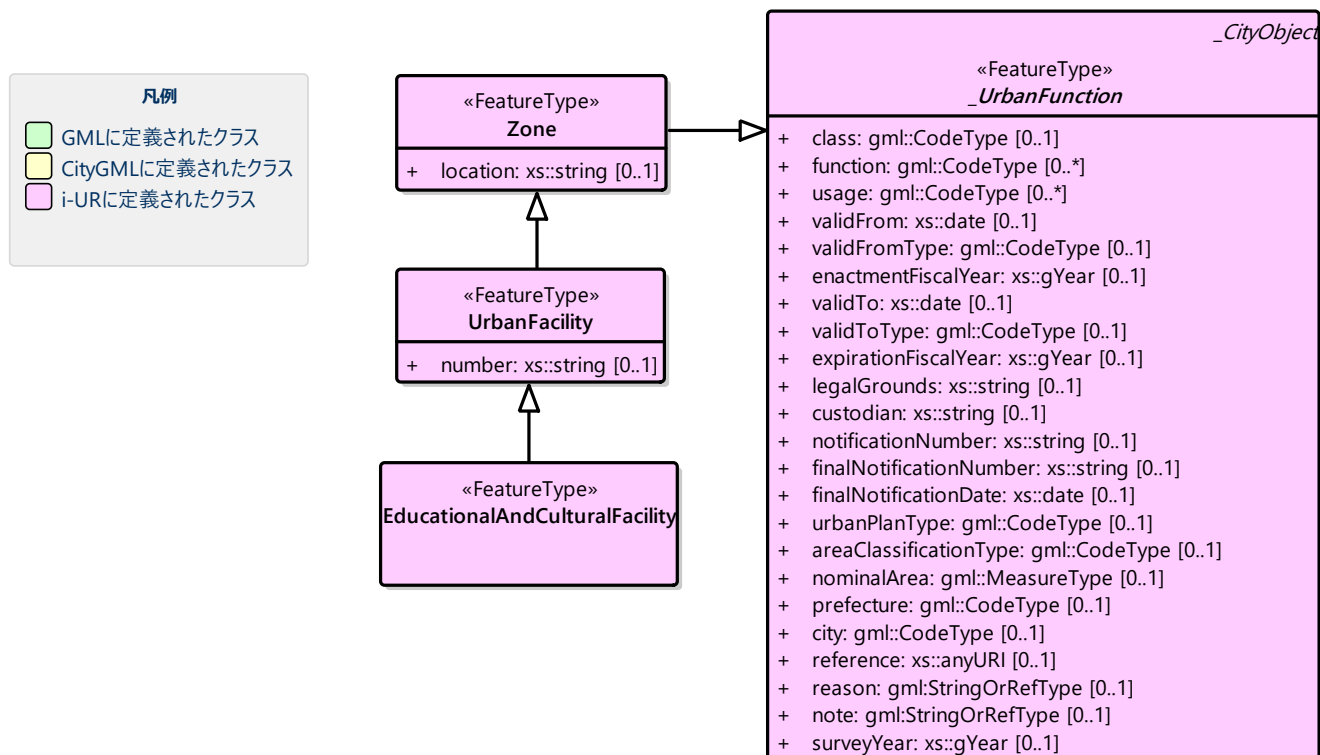 凡例
GMLに定義されたクラス
CityGMLに定義されたクラス
i-URに定義されたクラス
«FeatureType»
Zone
+ location: xs::string [0..1]
«FeatureType»
UrbanFacility
+ number: xs::string [0..1]
«FeatureType»
EducationalAndCulturalFacility
_CityObject
«FeatureType»
_UrbanFunction
+ class: gml::CodeType [0..1]
+ function: gml::CodeType [0..*]
+ usage: gml::CodeType [0..*]
+ validFrom: xs::date [0..1]
+ validFromType: gml::CodeType [0..1]
+ enactmentFiscalYear: xs::gYear [0..1]
+ validTo: xs::date [0..1]
+ validToType: gml::CodeType [0..1]
+ expirationFiscalYear: xs::gYear [0..1]
+ legalGrounds: xs::string [0..1]
+ custodian: xs::string [0..1]
+ notificationNumber: xs::string [0..1]
+ finalNotificationNumber: xs::string [0..1]
+ finalNotificationDate: xs::date [0..1]
+ urbanPlanType: gml::CodeType [0..1]
+ areaClassificationType: gml::CodeType [0..1]
+ nominalArea: gml::MeasureType [0..1]
+ prefecture: gml::CodeType [0..1]
+ city: gml::CodeType [0..1]
+ reference: xs::anyURI [0..1]
+ reason: gml:StringOrRefType [0..1]
+ note: gml:StringOrRefType [0..1]
+ surveyYear: xs::gYear [0..1]